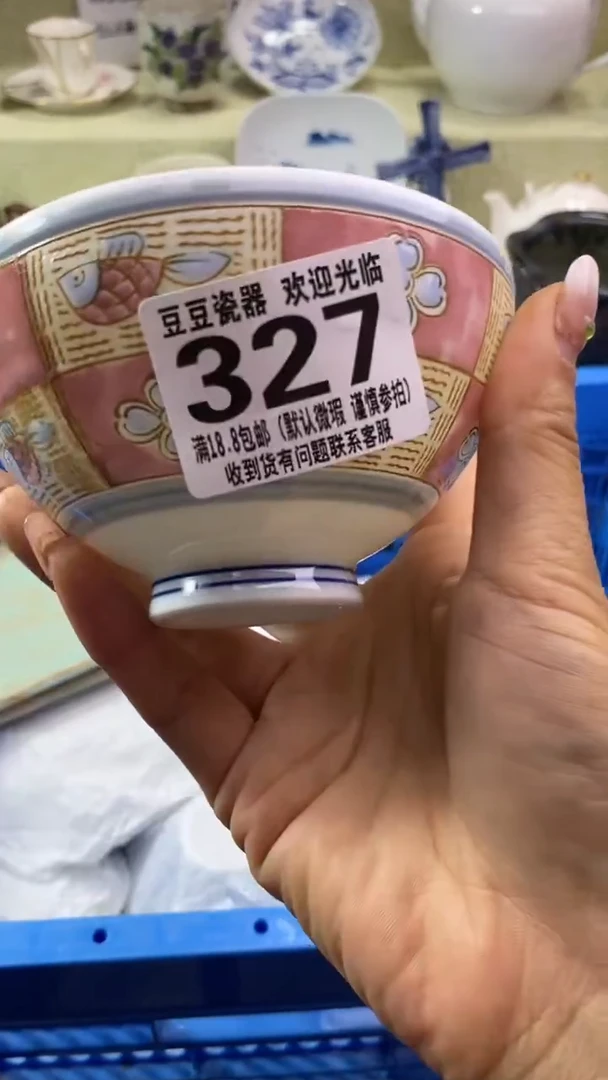 豆豆瓷器 欢迎光临
327
满18.8包邮（默认微瑕 谨慎参拍）
收到货有问题联系客服